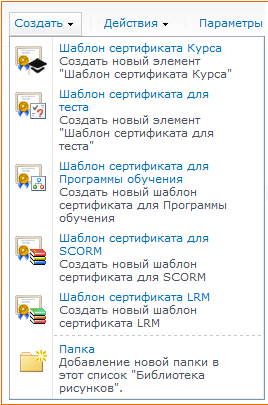 Создать Действия Параметры
Шаблон сертификата Курса
Создать новый элемент
"Шаблон сертификата Курса"
Шаблон сертификата для
теста
Создать новый элемент
"Шаблон сертификата для
теста"
Шаблон сертификата для
Программы обучения
Создать новый шаблон
сертификата для Программы
обучения
Шаблон сертификата для
SCORM
Создать новый шаблон
сертификата для SCORM
Шаблон сертификата LRM
Создать новый шаблон
сертификата LRM
Папка
Добавление новой папки в
этот список "Библиотека
рисунков".